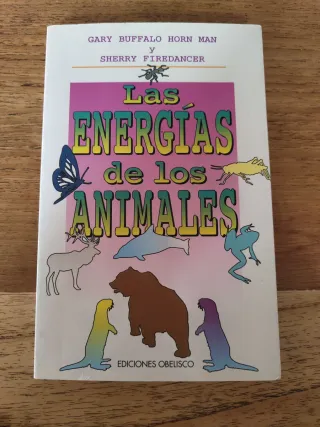 GARY BUFFALO HORN MAN
y
SHERRY FIREDANCER
Las
ENERGÍAS
de los
ANIMALES
EDICIONES OBELISCO